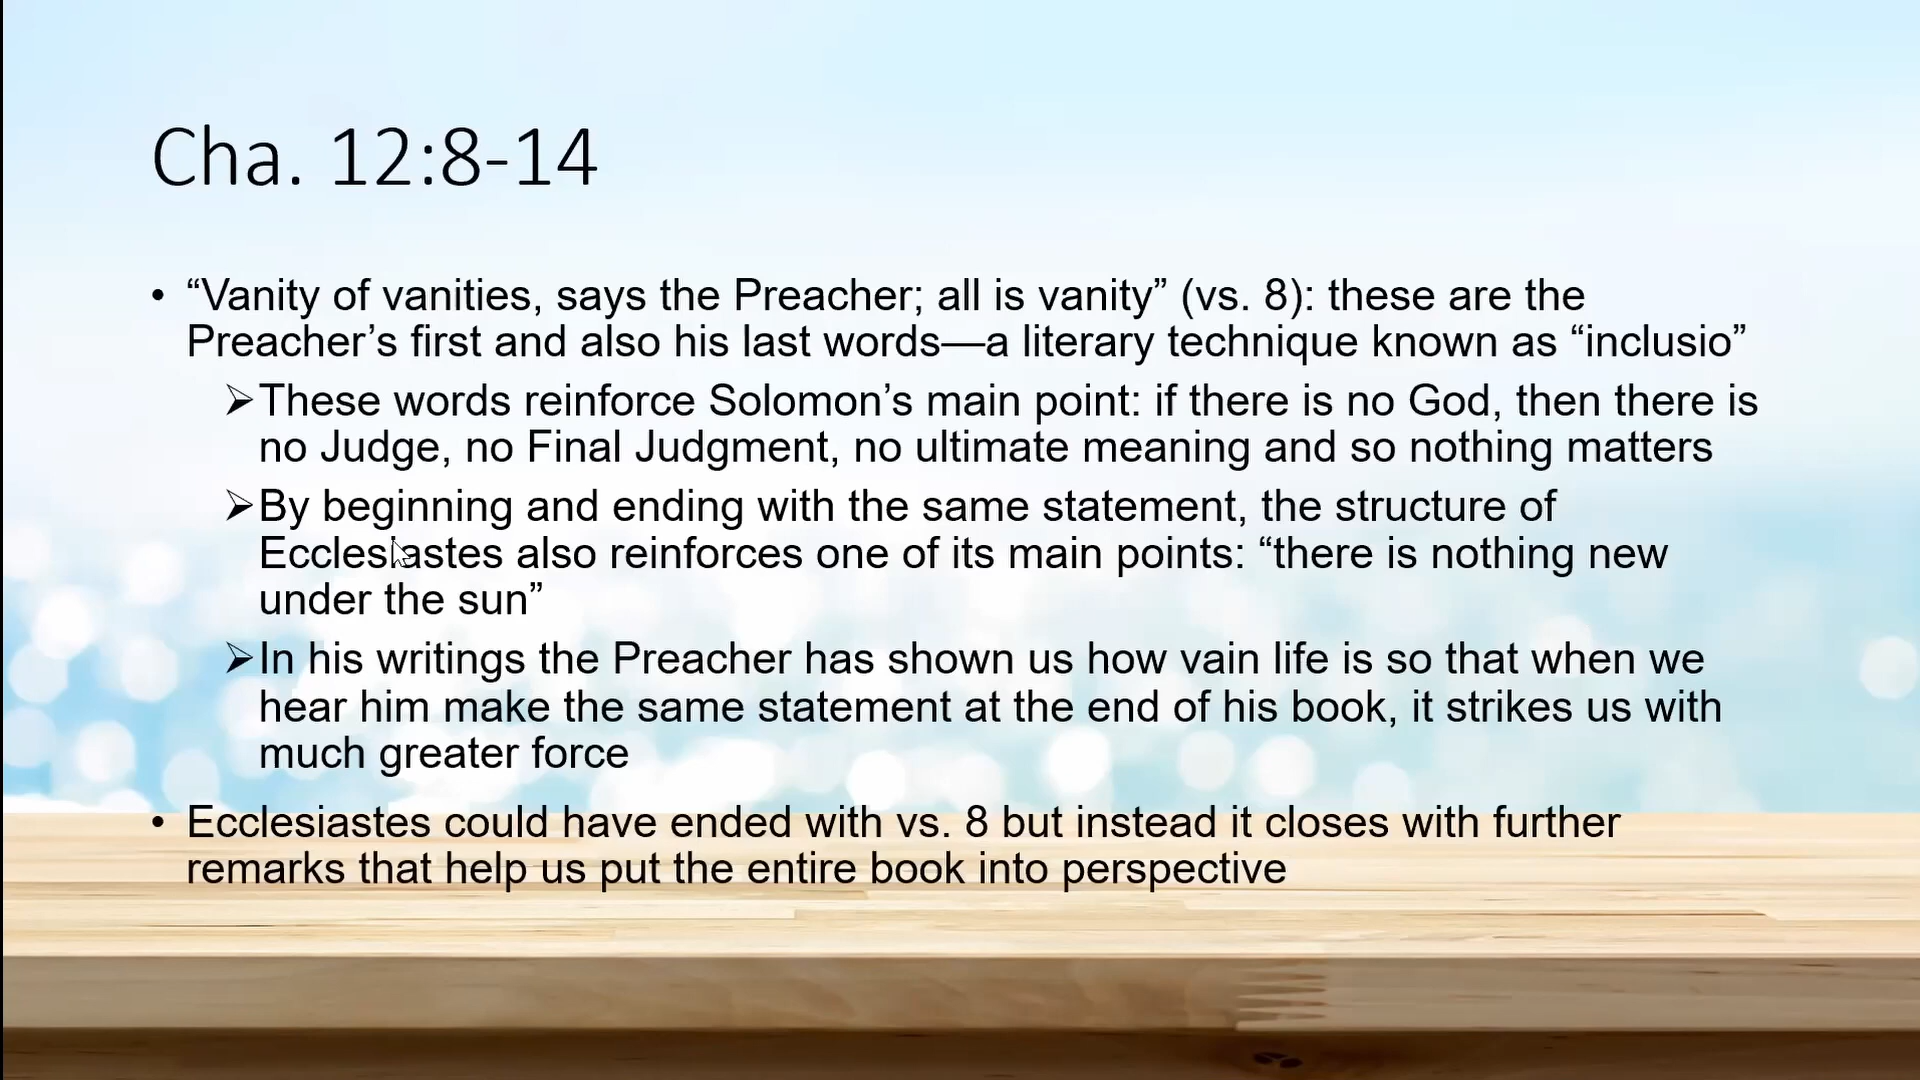 Cha. 12:8-14
• “Vanity of vanities, says the Preacher; all is vanity” (vs. 8): these are the
Preacher’s first and also his last words—a literary technique known as “inclusio”
➢These words reinforce Solomon’s main point: if there is no God, then there is
no Judge, no Final Judgment, no ultimate meaning and so nothing matters
➢By beginning and ending with the same statement, the structure of
Ecclesiastes also reinforces one of its main points: “there is nothing new
under the sun”
➢In his writings the Preacher has shown us how vain life is so that when we
hear him make the same statement at the end of his book, it strikes us with
much greater force
• Ecclesiastes could have ended with vs. 8 but instead it closes with further
remarks that help us put the entire book into perspective